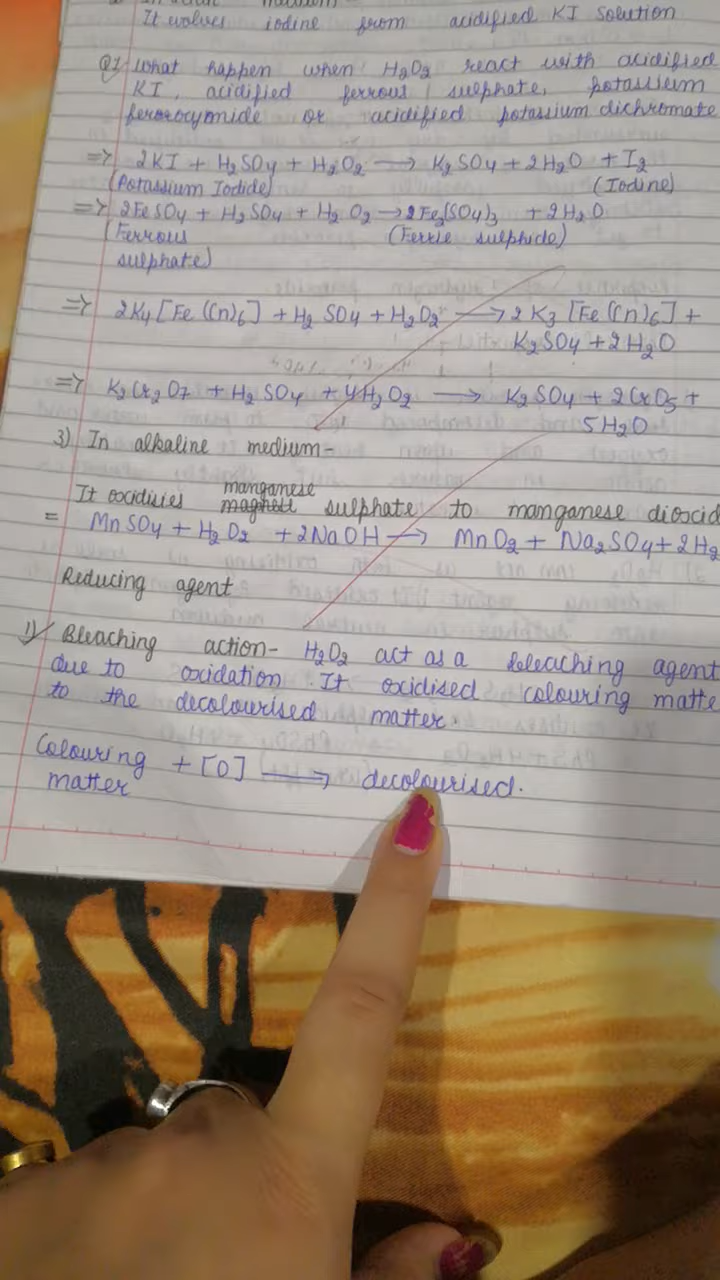 It wolves iodine from acidified KI Solution
Q1 What happen when H₂O₂ react with acidified
KI, acidified ferrous sulphate, potassium
ferrocymide or acidified potassium dichromate
=> 2KI + H₂SO₄ + H₂O₂ → K₂SO₄ + 2H₂O + I₂
(Potassium Iodide) (Iodine)
=> 2FeSO₄ + H₂SO₄ + H₂O₂ → 2Fe₂(SO₄)₃ + 2H₂O
(Ferrous (Ferric sulphide)
sulphate)
=> 2K₄[Fe(Cn)₆] + H₂SO₄ + H₂O₂ → 2K₃[Fe(Cn)₆] +
K₂SO₄ + 2H₂O
=> K₂Cr₂O₇ + H₂SO₄ + 4H₂O₂ → K₂SO₄ + 2CrO₅ +
5H₂O
3) In alkaline medium-
manganese
It oxidisies sulphate to manganese dioxid
= MnSO₄ + H₂O₂ + 2NaOH → MnO₂ + Na₂SO₄ + 2H₂
Reducing agent
1) Bleaching action- H₂O₂ act as a bleaching agent
due to oxidation. It oxidised colouring matte
to the decolourised matter.
Colouring + [O] → decolourised.
matter